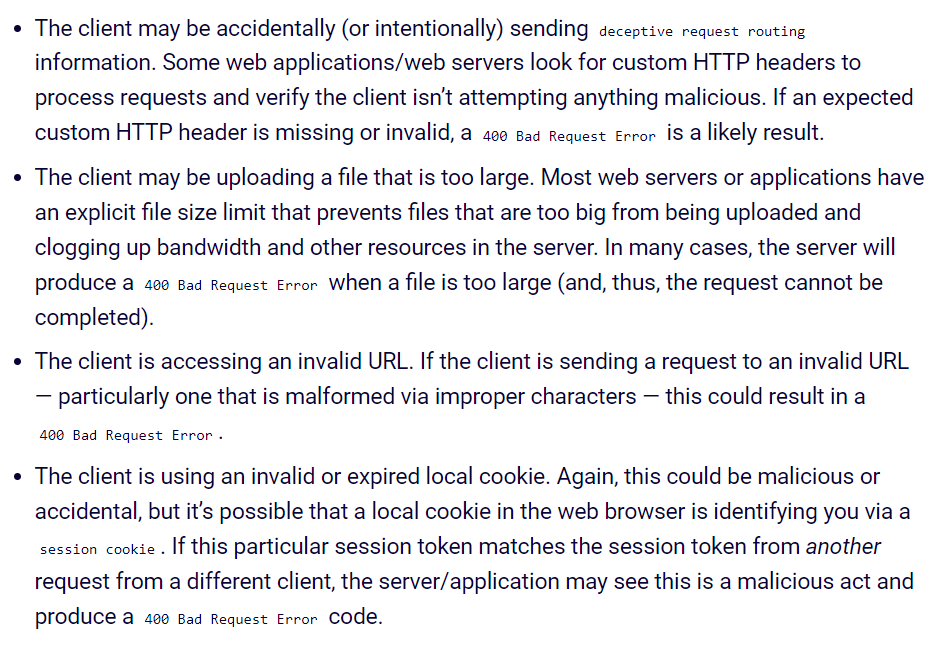 • The client may be accidentally (or intentionally) sending deceptive request routing
information. Some web applications/web servers look for custom HTTP headers to
process requests and verify the client isn’t attempting anything malicious. If an expected
custom HTTP header is missing or invalid, a 400 Bad Request Error is a likely result.
• The client may be uploading a file that is too large. Most web servers or applications have
an explicit file size limit that prevents files that are too big from being uploaded and
clogging up bandwidth and other resources in the server. In many cases, the server will
produce a 400 Bad Request Error when a file is too large (and, thus, the request cannot be
completed).
• The client is accessing an invalid URL. If the client is sending a request to an invalid URL
— particularly one that is malformed via improper characters — this could result in a
400 Bad Request Error.
• The client is using an invalid or expired local cookie. Again, this could be malicious or
accidental, but it’s possible that a local cookie in the web browser is identifying you via a
session cookie. If this particular session token matches the session token from another
request from a different client, the server/application may see this is a malicious act and
produce a 400 Bad Request Error code.